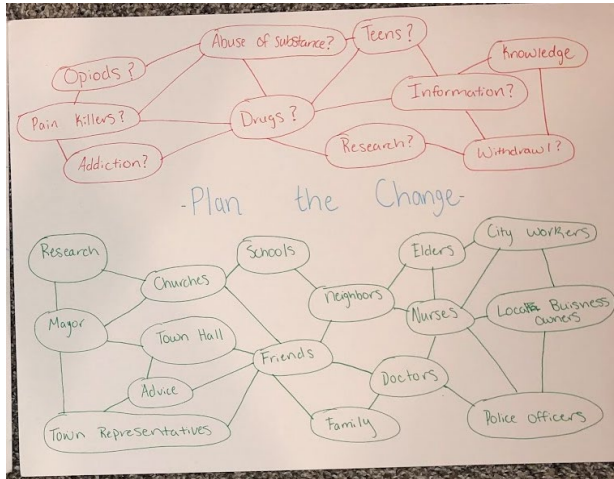 Abuse of substance?
Teens?
Knowledge
Opiods?
Information?
Pain Killers?
Drugs?
Research?
Withdrawl?
Addiction?
-Plan the Change-
Research
Schools
Elders
City Workers
Churches
Neighbors
Nurses
Local Buisness
owners
Mayor
Town Hall
Friends
Doctors
Advice
Family
Police Officers
Town Representatives